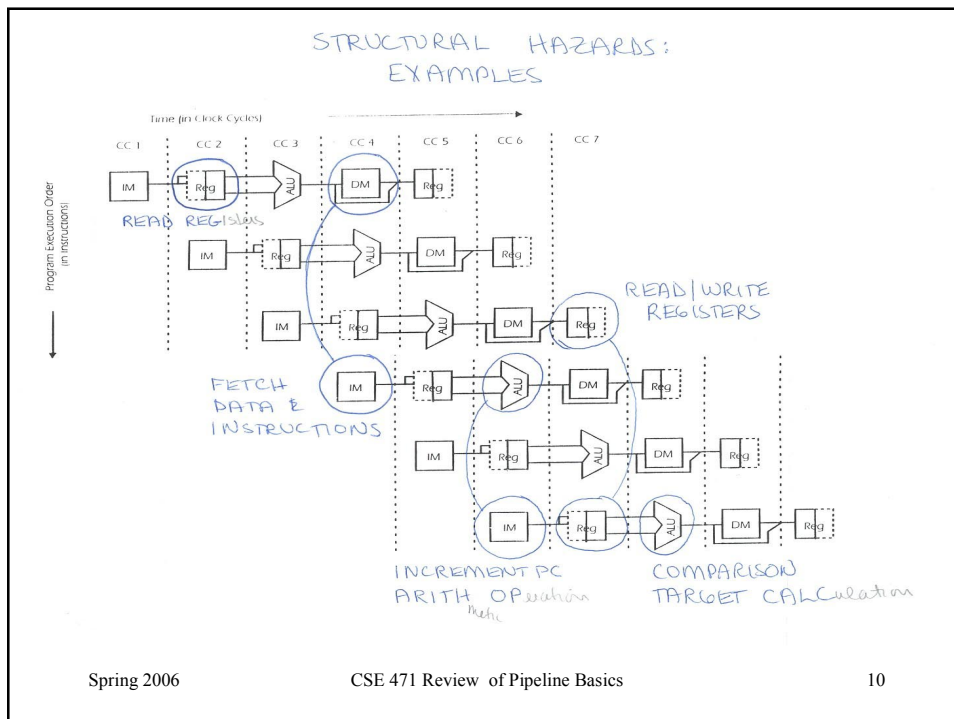 STRUCTURAL HAZARDS:
EXAMPLES
Time (in Clock Cycles)
CC 1 CC 2 CC 3 CC 4 CC 5 CC 6 CC 7
Program Execution Order
(in Instructions)
IM Reg ALU DM Reg
READ REGisters
IM Reg ALU DM Reg
READ/WRITE
REGISTERS
IM Reg ALU DM Reg
FETCH
DATA &
INSTRUCTIONS
IM Reg ALU DM Reg
IM Reg ALU DM Reg
IM Reg ALU DM Reg
INCREMENT PC
ARITH OPeration
metic
COMPARISON
TARGET CALCulation
Spring 2006 CSE 471 Review of Pipeline Basics 10